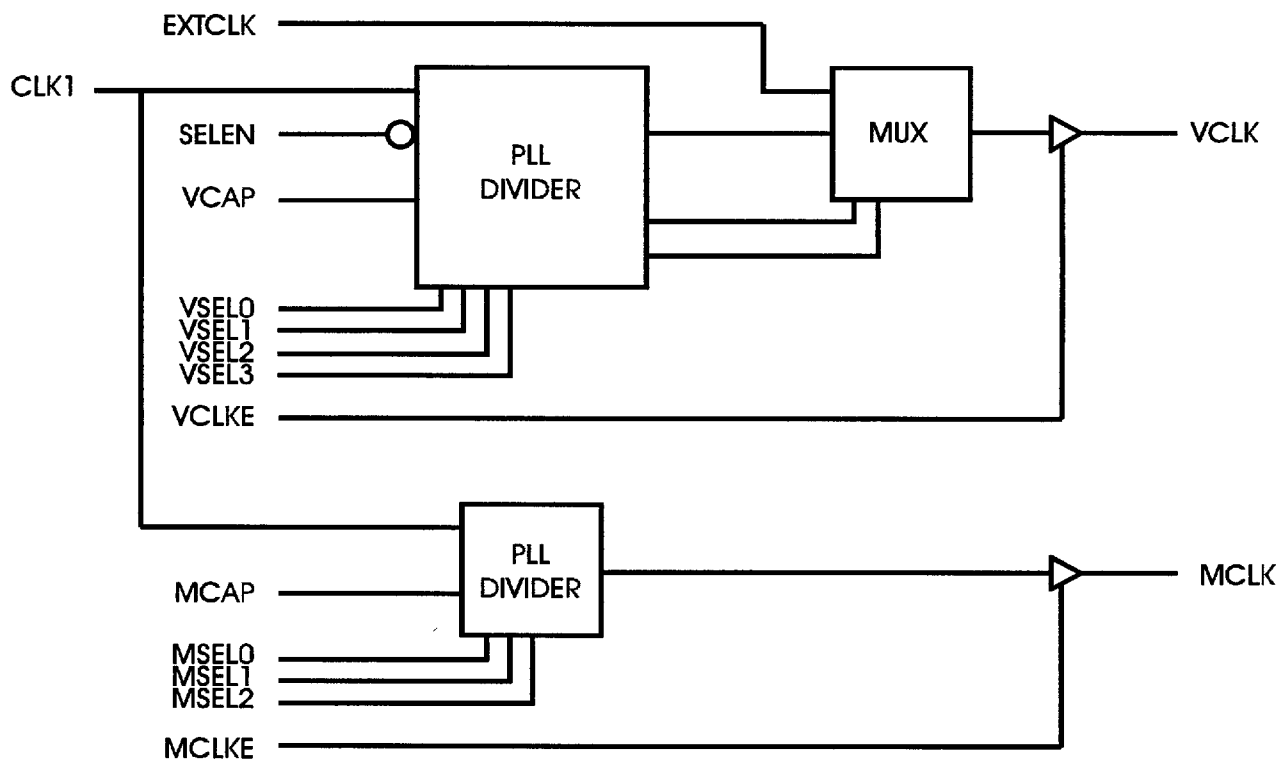 EXTCLK
CLK1
SELEN
VCAP
PLL
DIVIDER
MUX
VCLK
VSEL0
VSEL1
VSEL2
VSEL3
VCLKE
PLL
DIVIDER
MCAP
MCLK
MSEL0
MSEL1
MSEL2
MCLKE